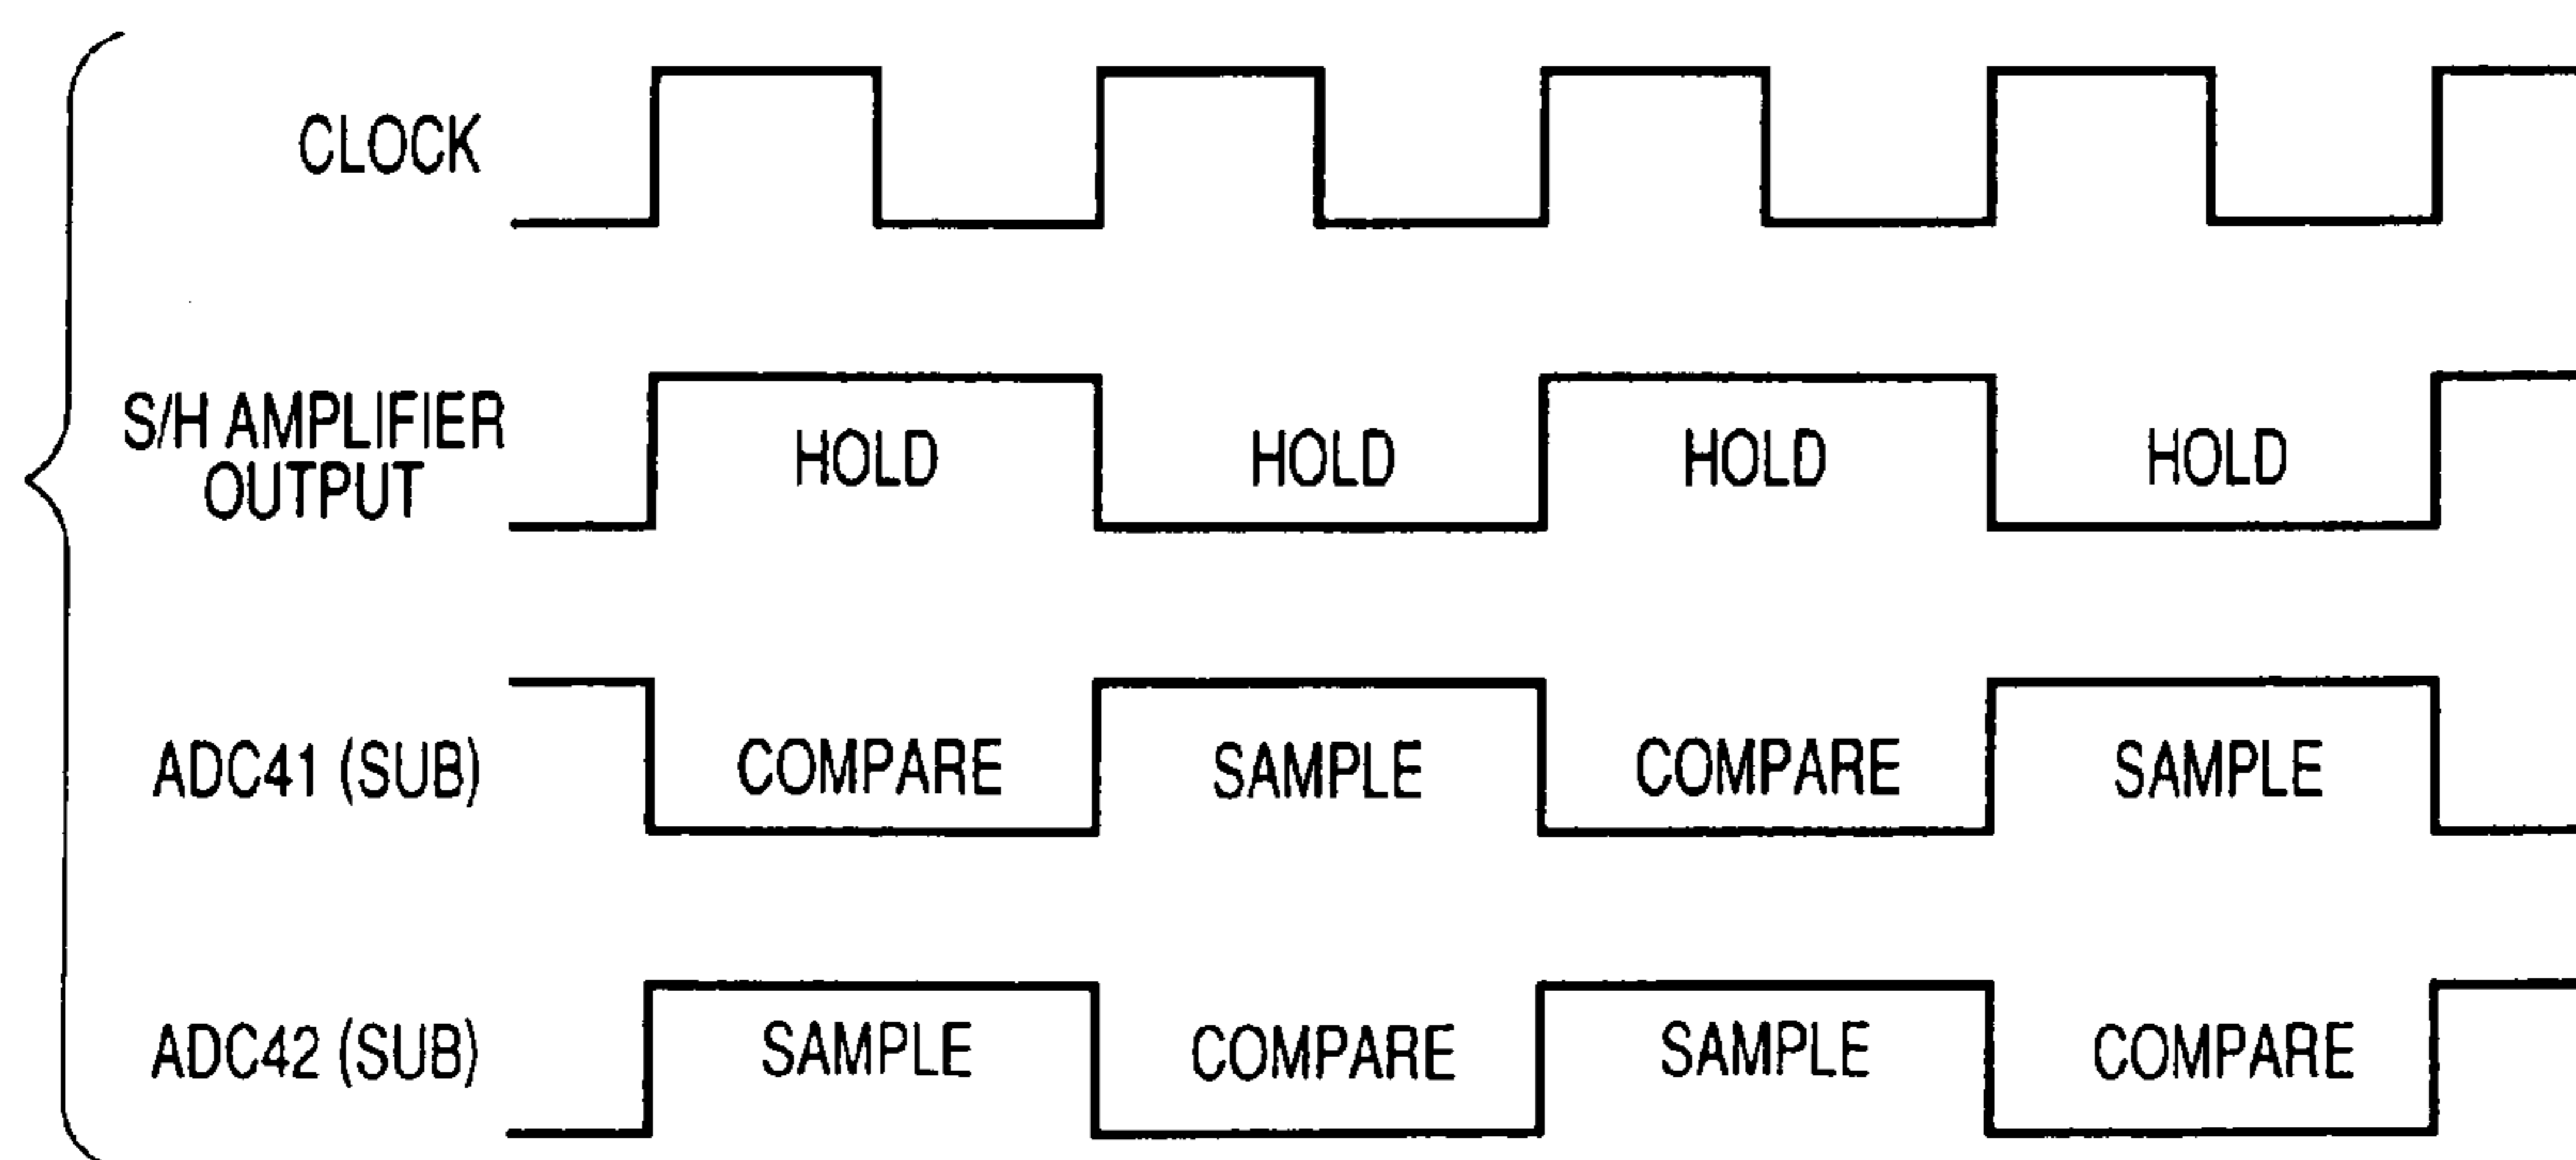 CLOCK
S/H AMPLIFIER
OUTPUT
HOLD HOLD HOLD HOLD
ADC41 (SUB)
COMPARE SAMPLE COMPARE SAMPLE
ADC42 (SUB)
SAMPLE COMPARE SAMPLE COMPARE